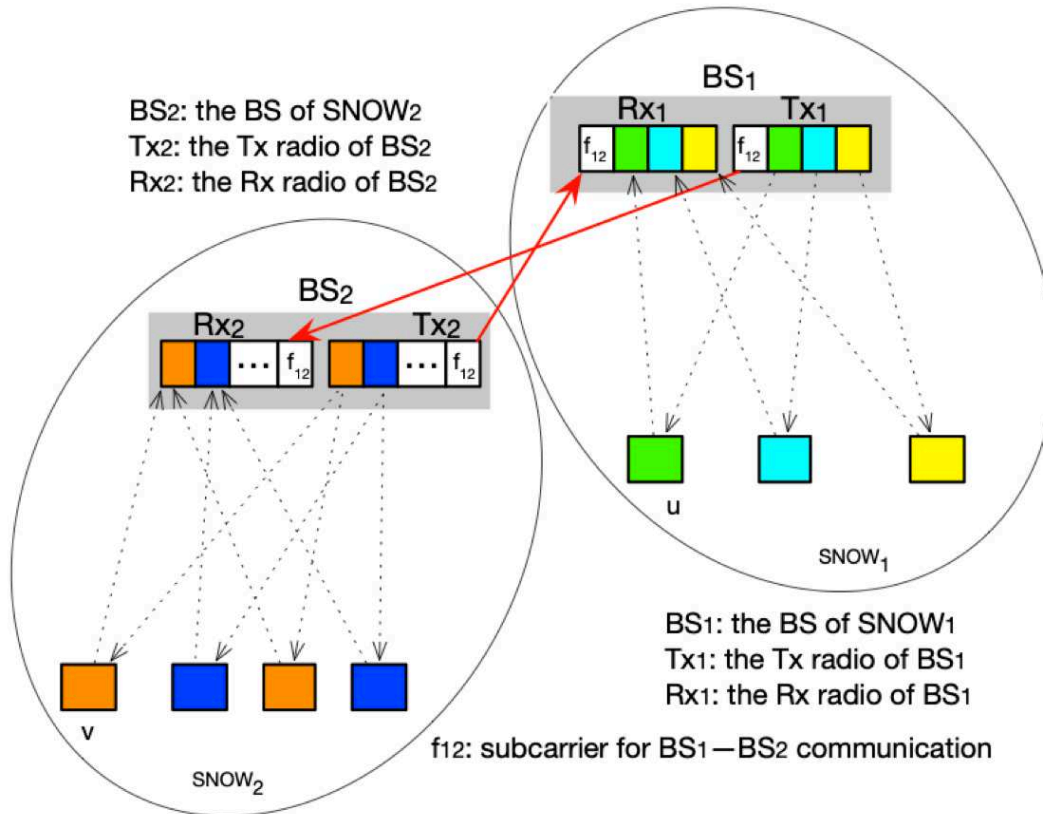 BS1
Rx1 Tx1
f12 f12
BS2: the BS of SNOW2
Tx2: the Tx radio of BS2
Rx2: the Rx radio of BS2
BS2
Rx2 Tx2
... f12 ... f12
u
SNOW1
BS1: the BS of SNOW1
Tx1: the Tx radio of BS1
Rx1: the Rx radio of BS1
v
f12: subcarrier for BS1—BS2 communication
SNOW2